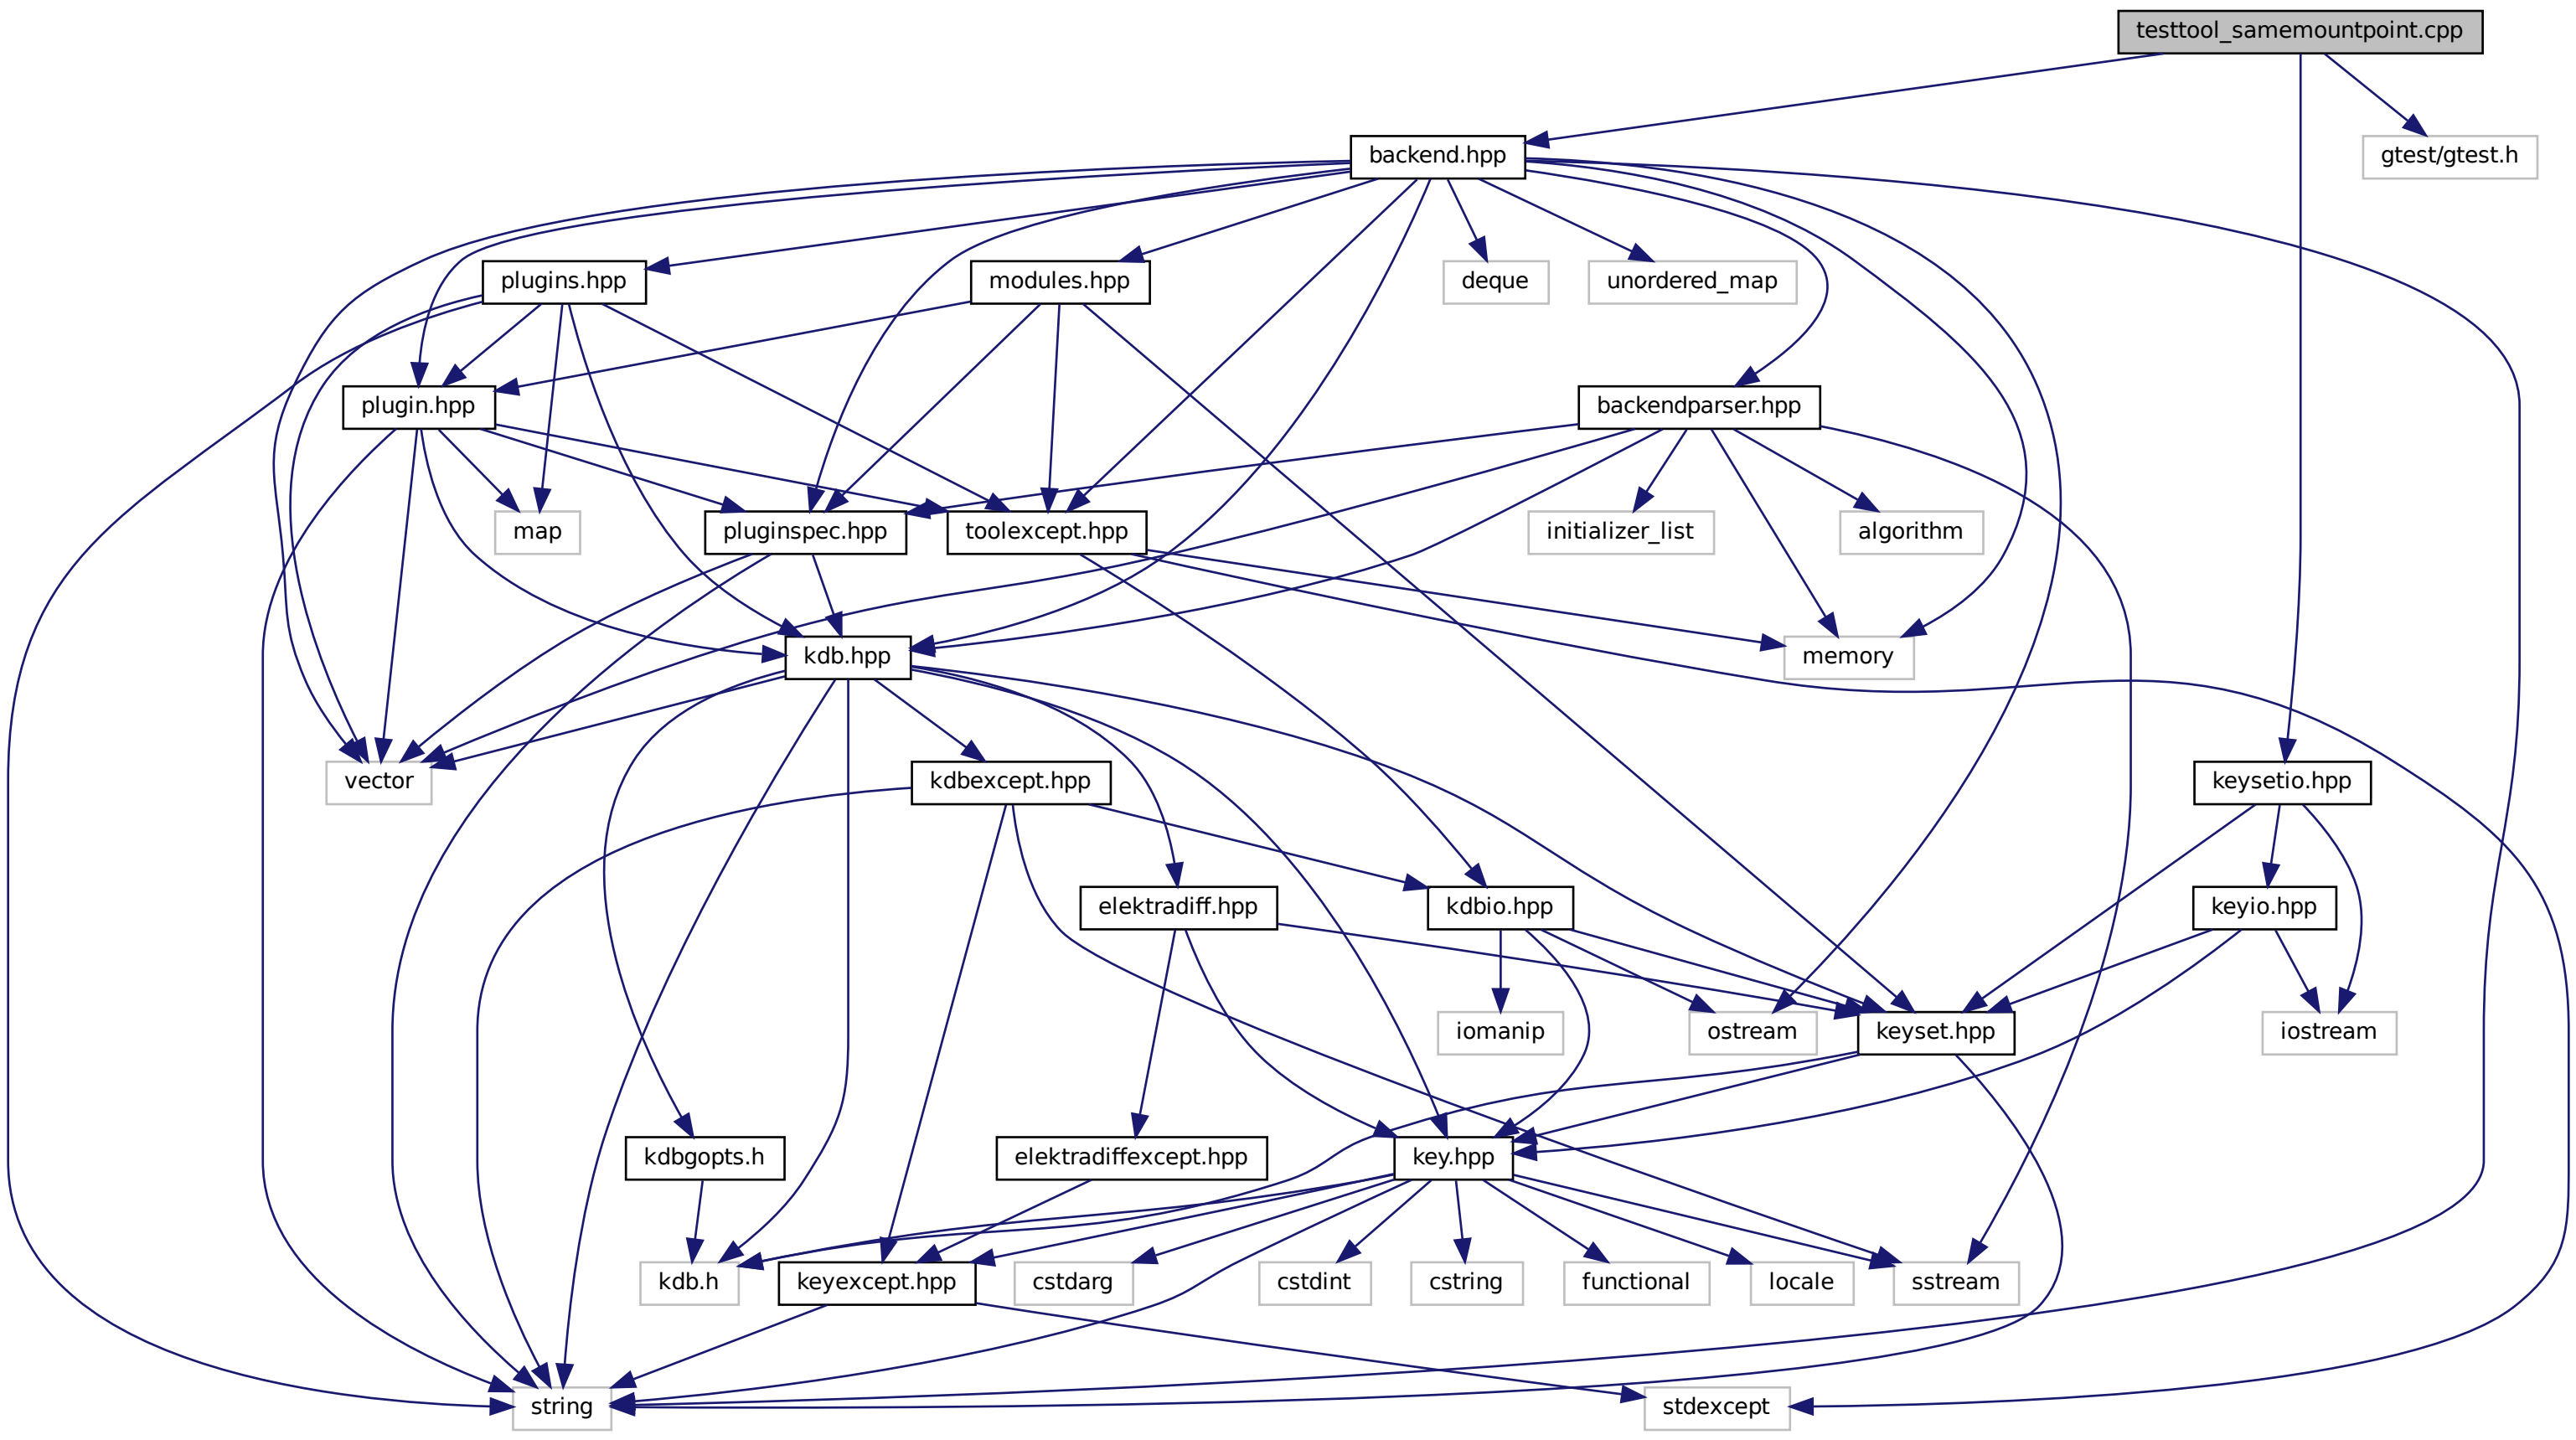 testtool_samemountpoint.cpp
backend.hpp
gtest/gtest.h
plugins.hpp
modules.hpp
deque
unordered_map
plugin.hpp
backendparser.hpp
map
pluginspec.hpp
toolexcept.hpp
initializer_list
algorithm
kdb.hpp
memory
vector
kdbexcept.hpp
keysetio.hpp
elektradiff.hpp
kdbio.hpp
keyio.hpp
iomanip
ostream
keyset.hpp
iostream
kdbgopts.h
elektradiffexcept.hpp
key.hpp
kdb.h
keyexcept.hpp
cstdarg
cstdint
cstring
functional
locale
sstream
string
stdexcept